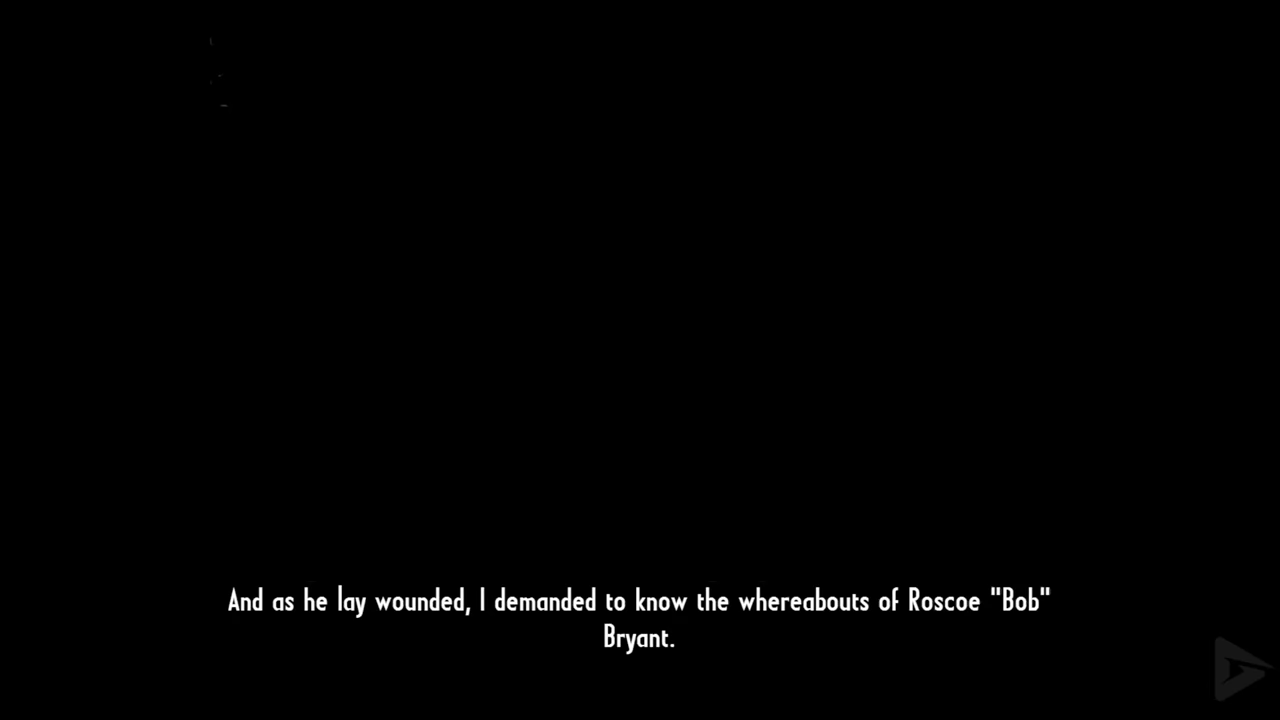 And as he lay wounded, I demanded to know the whereabouts of Roscoe "Bob"
Bryant.